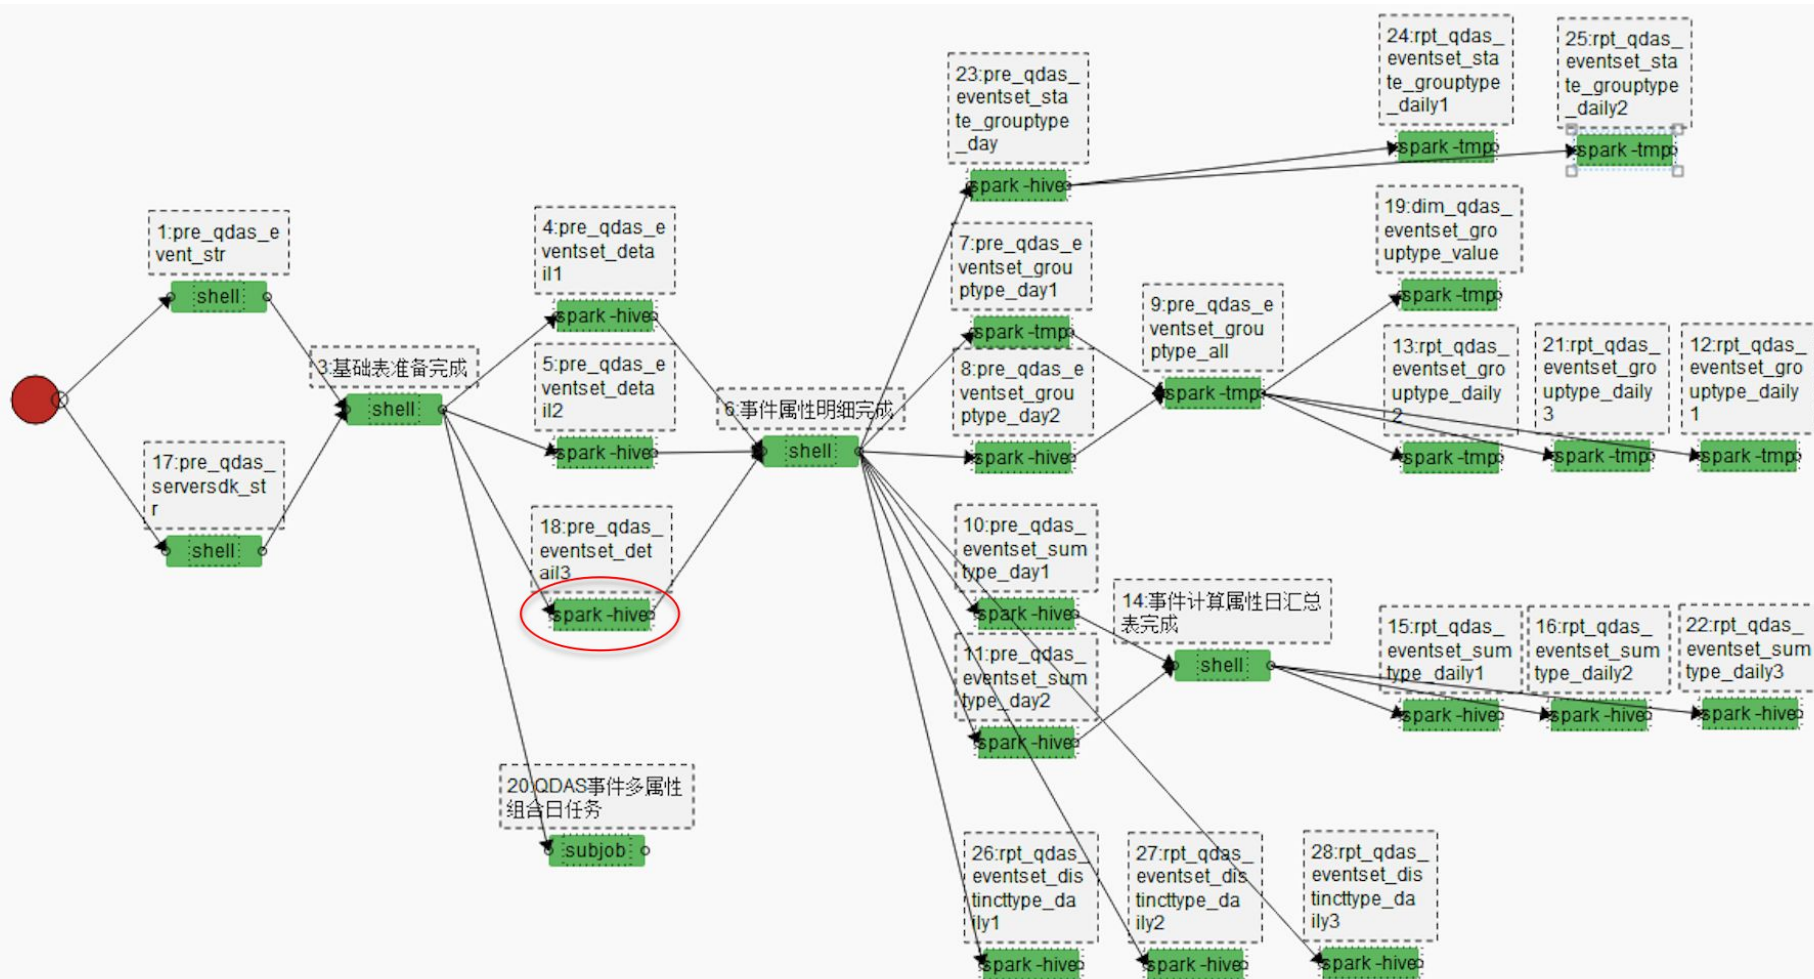 1:pre_qdas_e
vent_str
shell
17:pre_qdas_
serversdk_st
r
shell
3:基础表准备完成
shell
4:pre_qdas_e
ventset_deta
il1
spark -hive
5:pre_qdas_e
ventset_deta
il2
spark -hive
18:pre_qdas_
eventset_det
ail3
spark -hive
20:QDAS事件多属性
组合日任务
subjob
6:事件属性明细完成
shell
23:pre_qdas_
eventset_sta
te_grouptype
_day
spark -hive
24:rpt_qdas_
eventset_sta
te_grouptype
_daily1
spark -tmp
25:rpt_qdas_
eventset_sta
te_grouptype
_daily2
spark -tmp
7:pre_qdas_e
ventset_grou
ptype_day1
spark -tmp
8:pre_qdas_e
ventset_grou
ptype_day2
spark -hive
9:pre_qdas_e
ventset_grou
ptype_all
spark -tmp
19:dim_qdas_
eventset_gro
uptype_value
spark -tmp
13:rpt_qdas_
eventset_gro
uptype_daily
2
spark -tmp
21:rpt_qdas_
eventset_gro
uptype_daily
3
spark -tmp
12:rpt_qdas_
eventset_gro
uptype_daily
1
spark -tmp
10:pre_qdas_
eventset_sum
type_day1
spark -hive
11:pre_qdas_
eventset_sum
type_day2
spark -hive
14:事件计算属性日汇总
表完成
shell
15:rpt_qdas_
eventset_sum
type_daily1
spark -hive
16:rpt_qdas_
eventset_sum
type_daily2
spark -hive
22:rpt_qdas_
eventset_sum
type_daily3
spark -hive
26:rpt_qdas_
eventset_dis
tincttype_da
ily1
spark -hive
27:rpt_qdas_
eventset_dis
tincttype_da
ily2
spark -hive
28:rpt_qdas_
eventset_dis
tincttype_da
ily3
spark -hive